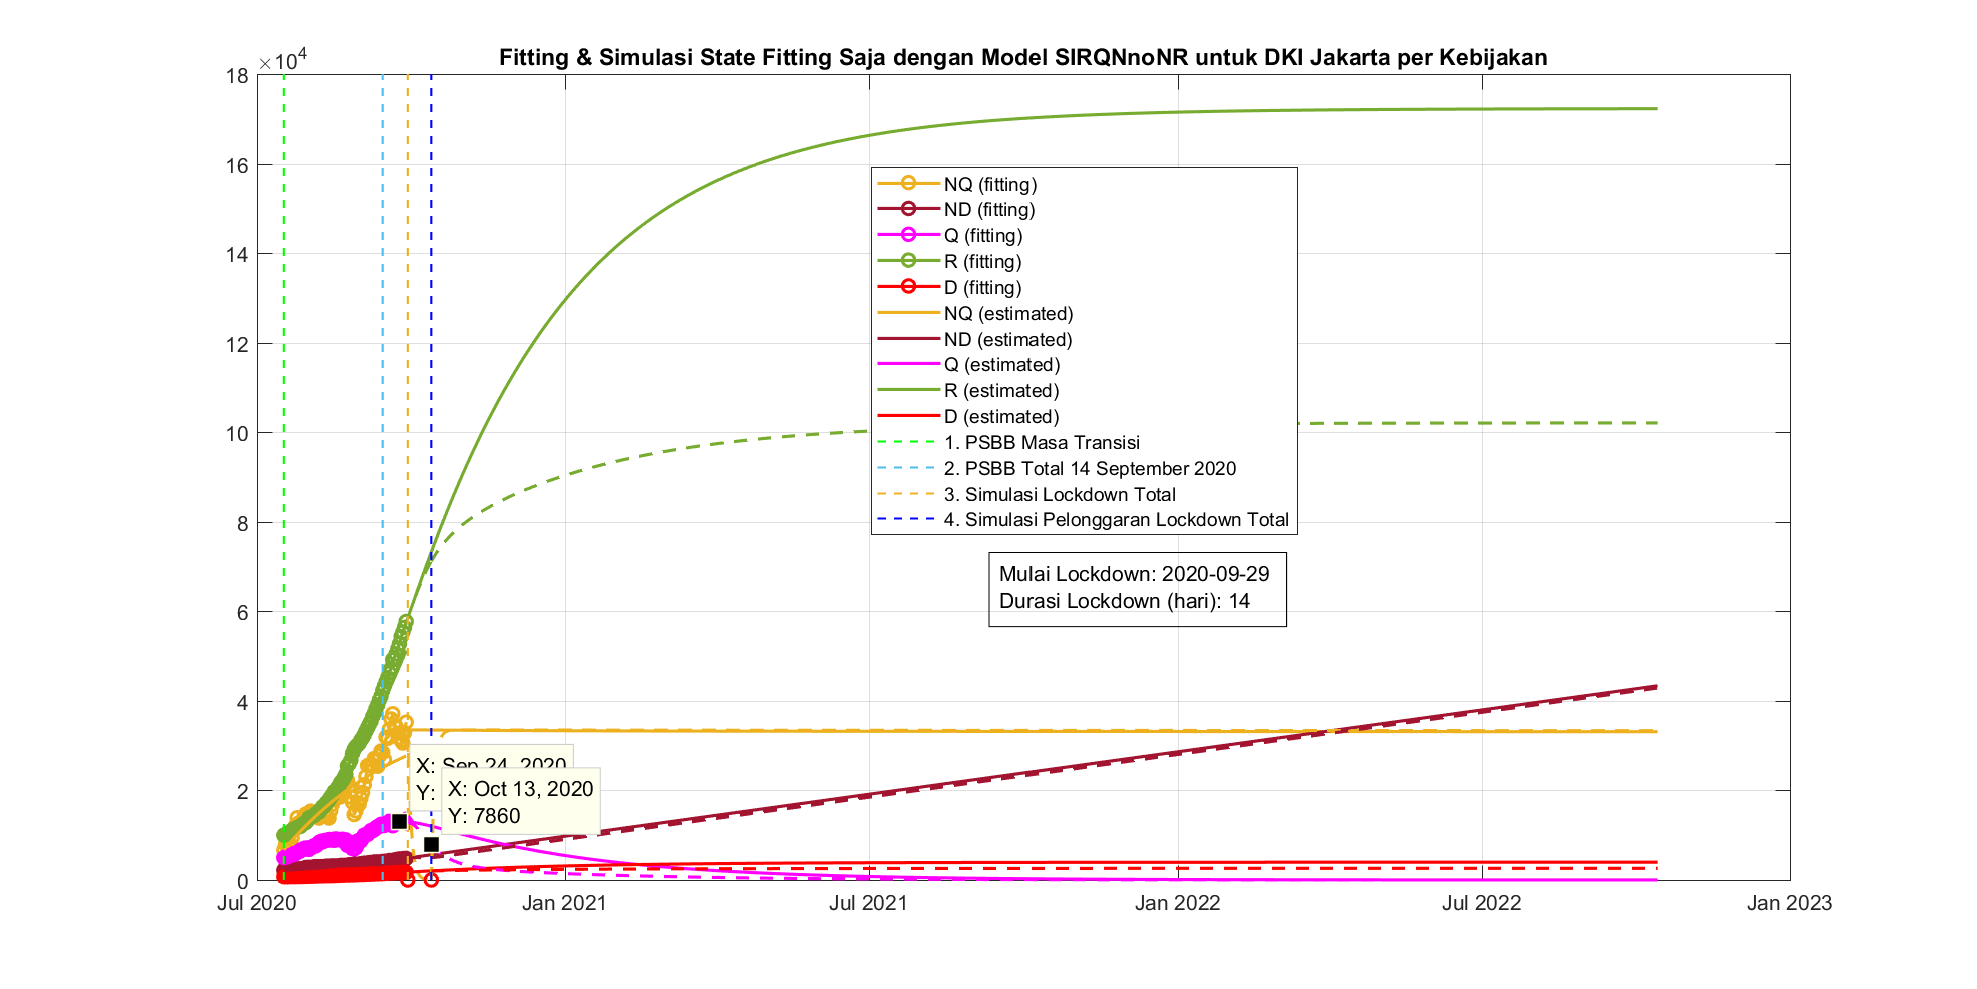 Fitting & Simulasi State Fitting Saja dengan Model SIRQNnoNR untuk DKI Jakarta per Kebijakan
×10^4
18
16
14
12
10
8
6
4
2
0
NQ (fitting)
ND (fitting)
Q (fitting)
R (fitting)
D (fitting)
NQ (estimated)
ND (estimated)
Q (estimated)
R (estimated)
D (estimated)
1. PSBB Masa Transisi
2. PSBB Total 14 September 2020
3. Simulasi Lockdown Total
4. Simulasi Pelonggaran Lockdown Total
Mulai Lockdown: 2020-09-29
Durasi Lockdown (hari): 14
X: Sep 24, 2020
Y:
X: Oct 13, 2020
Y: 7860
Jul 2020 Jan 2021 Jul 2021 Jan 2022 Jul 2022 Jan 2023